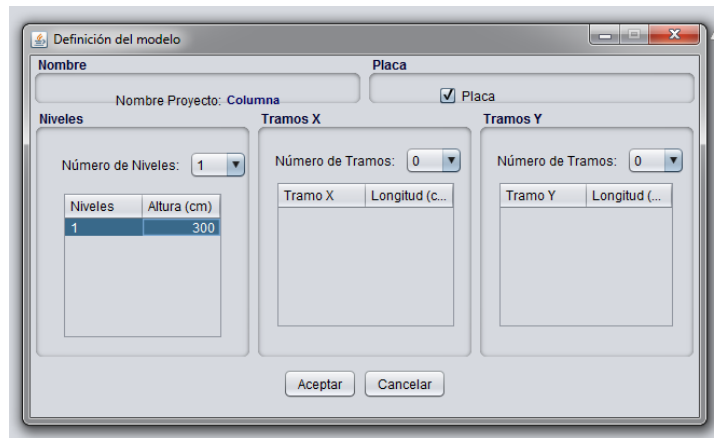 Definición del modelo
Nombre
Placa
Nombre Proyecto: Columna
Placa
Niveles
Tramos X
Tramos Y
Número de Niveles: 1
Número de Tramos: 0
Número de Tramos: 0
Niveles Altura (cm)
Tramo X Longitud (c...
Tramo Y Longitud (...
1 300
Aceptar
Cancelar